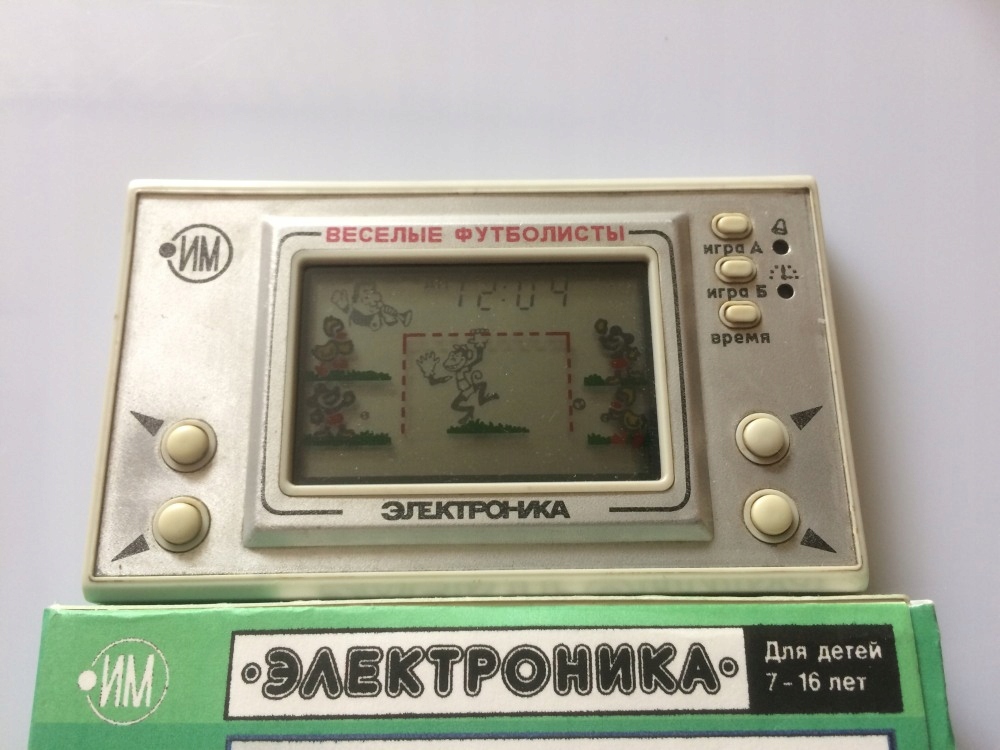 ИМ
ВЕСЕЛЫЕ ФУТБОЛИСТЫ
12:04
игра А
игра Б
время
ЭЛЕКТРОНИКА
ИМ
•ЭЛЕКТРОНИКА•
Для детей
7-16 лет